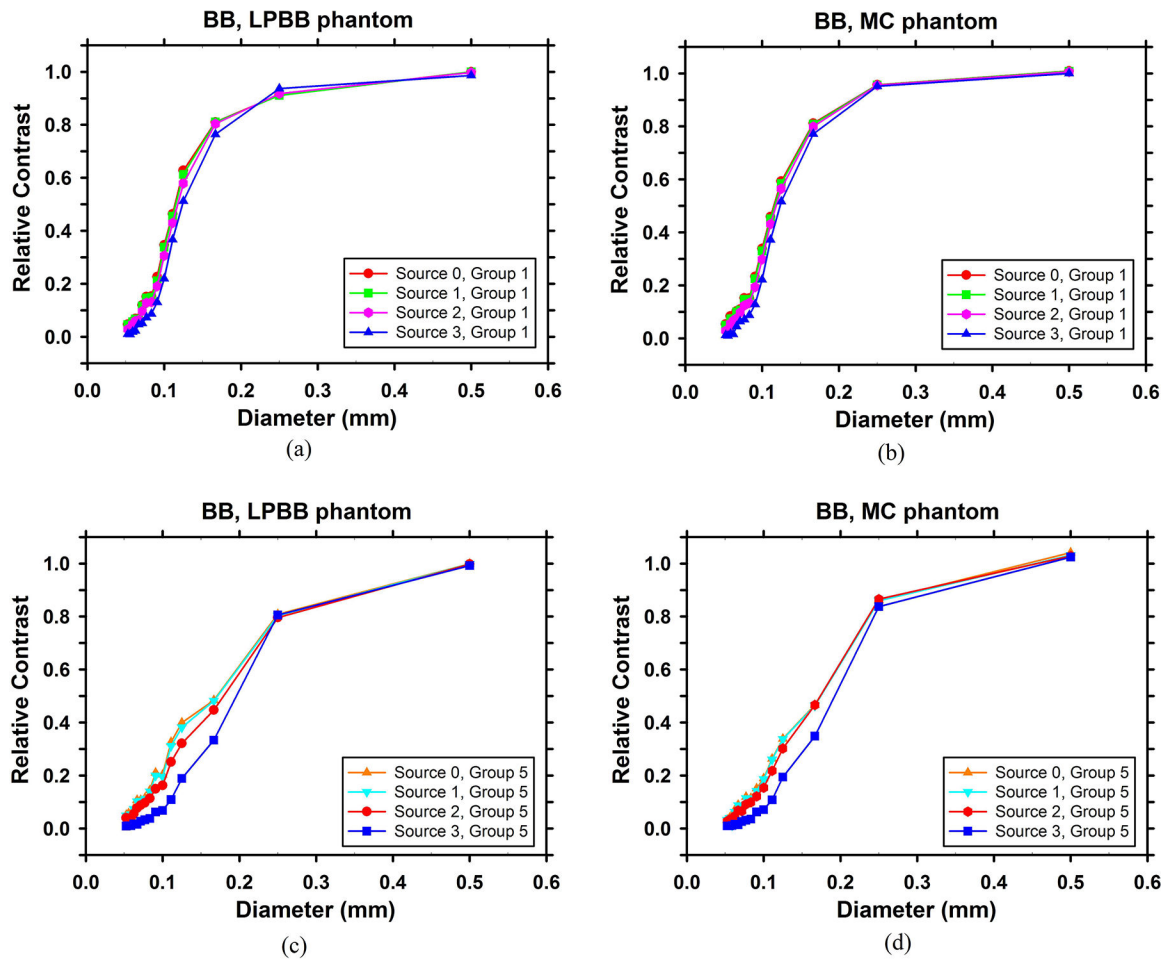 BB, LPBB phantom
Relative Contrast
1.0
0.8
0.6
0.4
0.2
0.0
Source 0, Group 1
Source 1, Group 1
Source 2, Group 1
Source 3, Group 1
0.0 0.1 0.2 0.3 0.4 0.5 0.6
Diameter (mm)
(a)
BB, MC phantom
Relative Contrast
1.0
0.8
0.6
0.4
0.2
0.0
Source 0, Group 1
Source 1, Group 1
Source 2, Group 1
Source 3, Group 1
0.0 0.1 0.2 0.3 0.4 0.5 0.6
Diameter (mm)
(b)
BB, LPBB phantom
Relative Contrast
1.0
0.8
0.6
0.4
0.2
0.0
Source 0, Group 5
Source 1, Group 5
Source 2, Group 5
Source 3, Group 5
0.0 0.1 0.2 0.3 0.4 0.5 0.6
Diameter (mm)
(c)
BB, MC phantom
Relative Contrast
1.0
0.8
0.6
0.4
0.2
0.0
Source 0, Group 5
Source 1, Group 5
Source 2, Group 5
Source 3, Group 5
0.0 0.1 0.2 0.3 0.4 0.5 0.6
Diameter (mm)
(d)